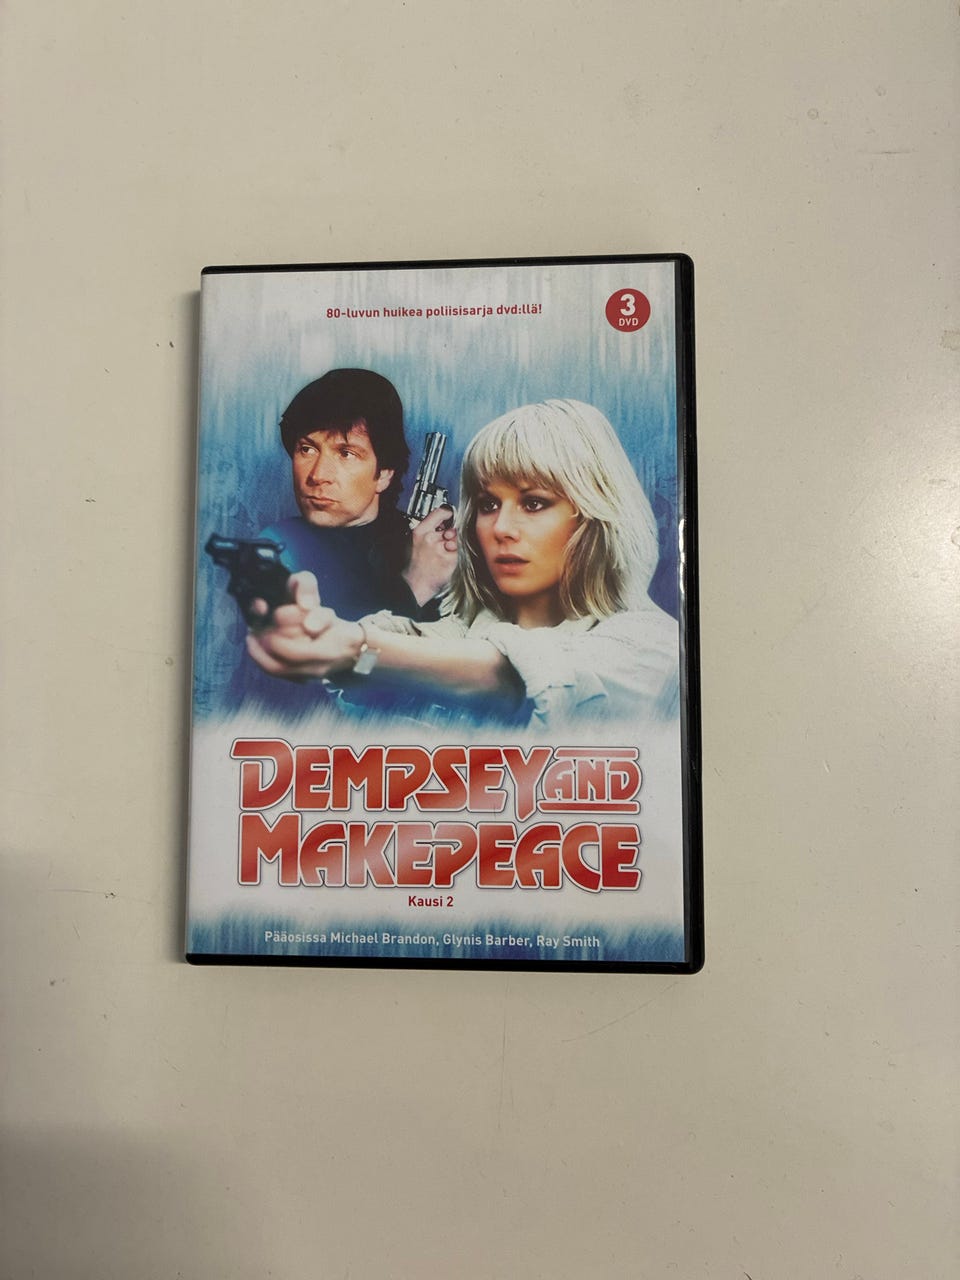 80-luvun huikea poliisisarja dvd:llä!
3
DVD
DEMPSEY AND
MAKEPEACE
Kausi 2
Pääosissa Michael Brandon, Glynis Barber, Ray Smith